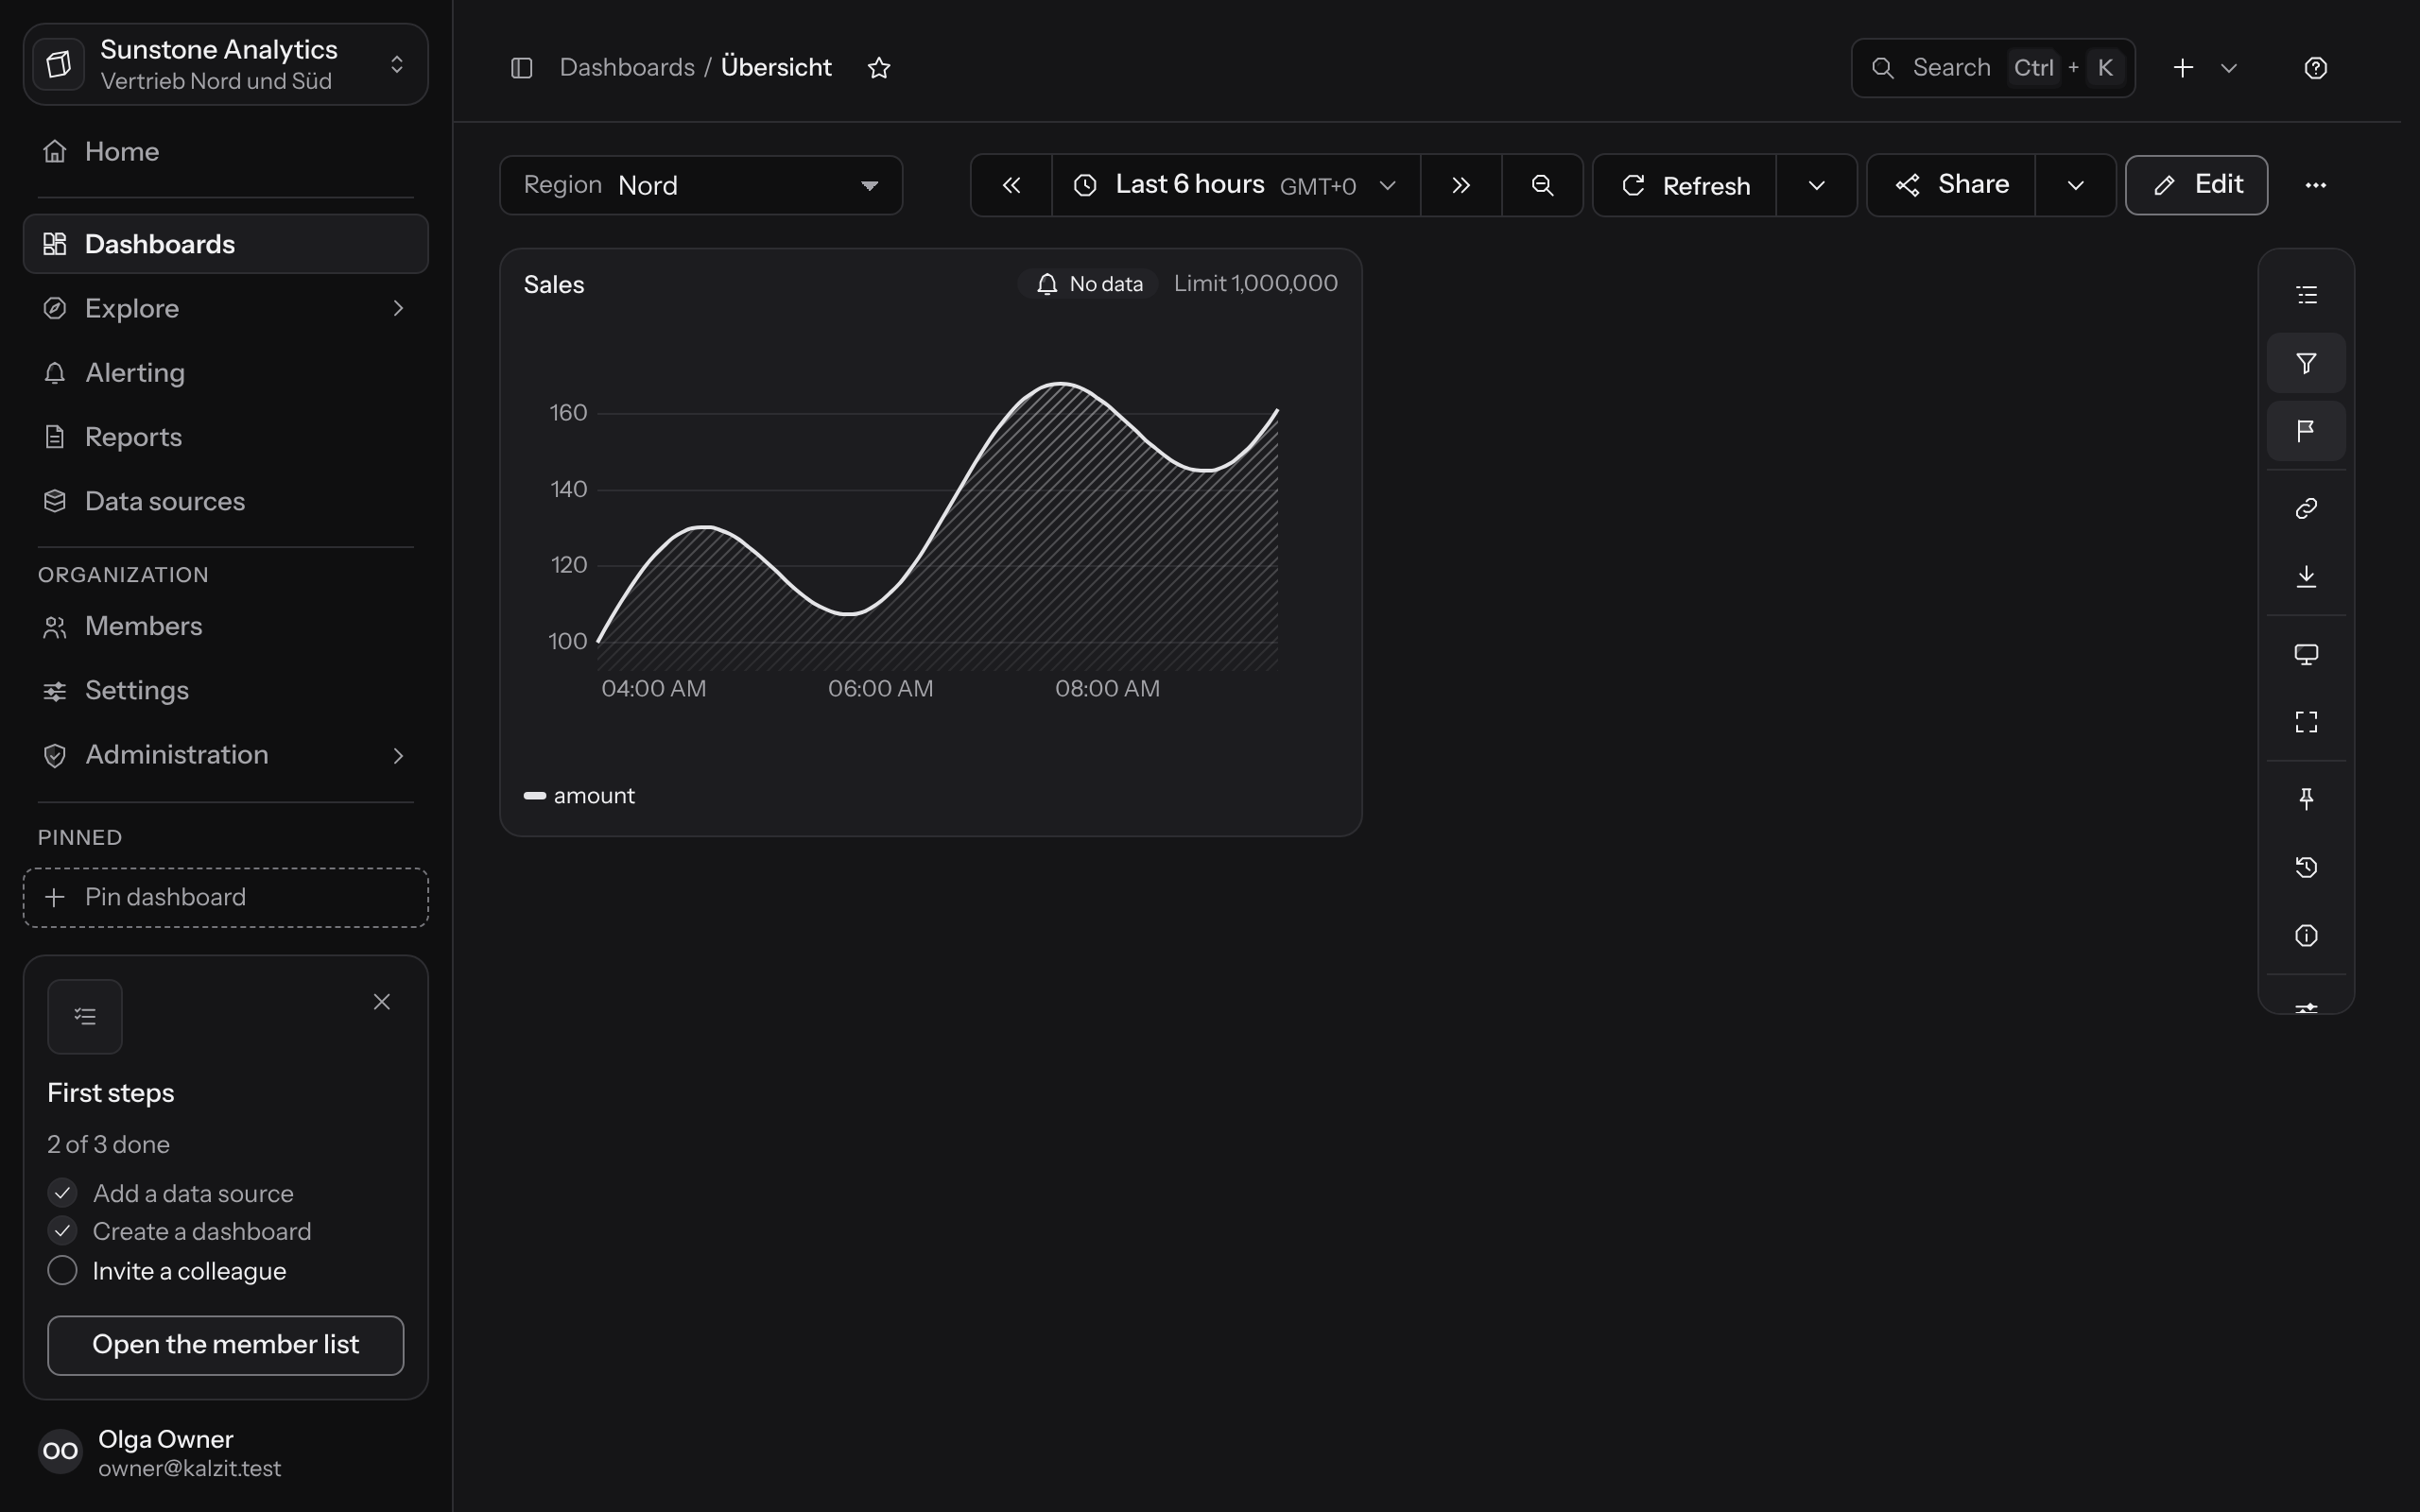 Sunstone Analytics
Vertrieb Nord und Süd
Home
Dashboards
Explore
Alerting
Reports
Data sources
ORGANIZATION
Members
Settings
Administration
PINNED
Pin dashboard
First steps
2 of 3 done
Add a data source
Create a dashboard
Invite a colleague
Open the member list
OO
Olga Owner
owner@kalzit.test
Dashboards / Übersicht
Search Ctrl + K
Region Nord
Last 6 hours GMT+0
Refresh
Share
Edit
Sales
No data
Limit 1,000,000
160
140
120
100
04:00 AM 06:00 AM 08:00 AM
amount